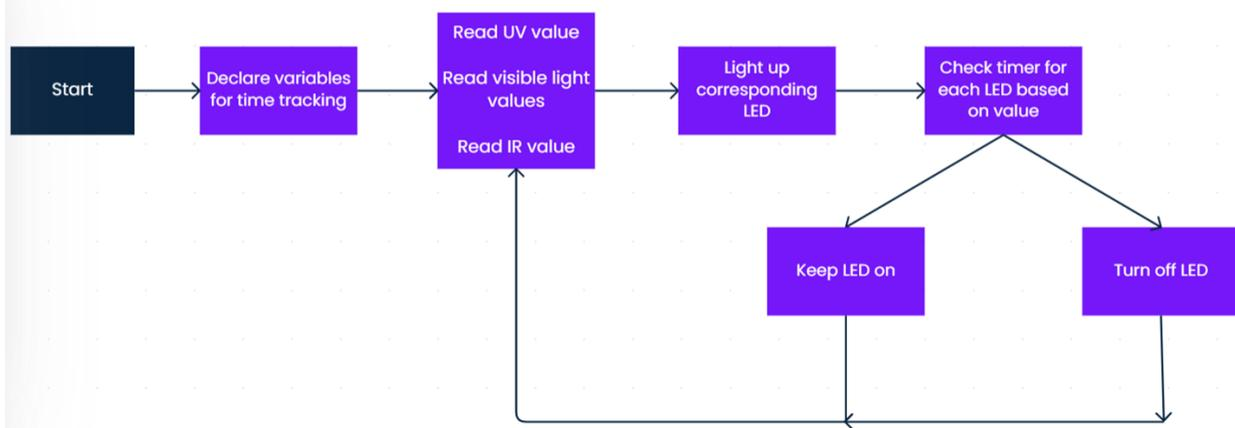 Start
Declare variables
for time tracking
Read UV value
Read visible light
values
Read IR value
Light up
corresponding
LED
Check timer for
each LED based
on value
Keep LED on
Turn off LED